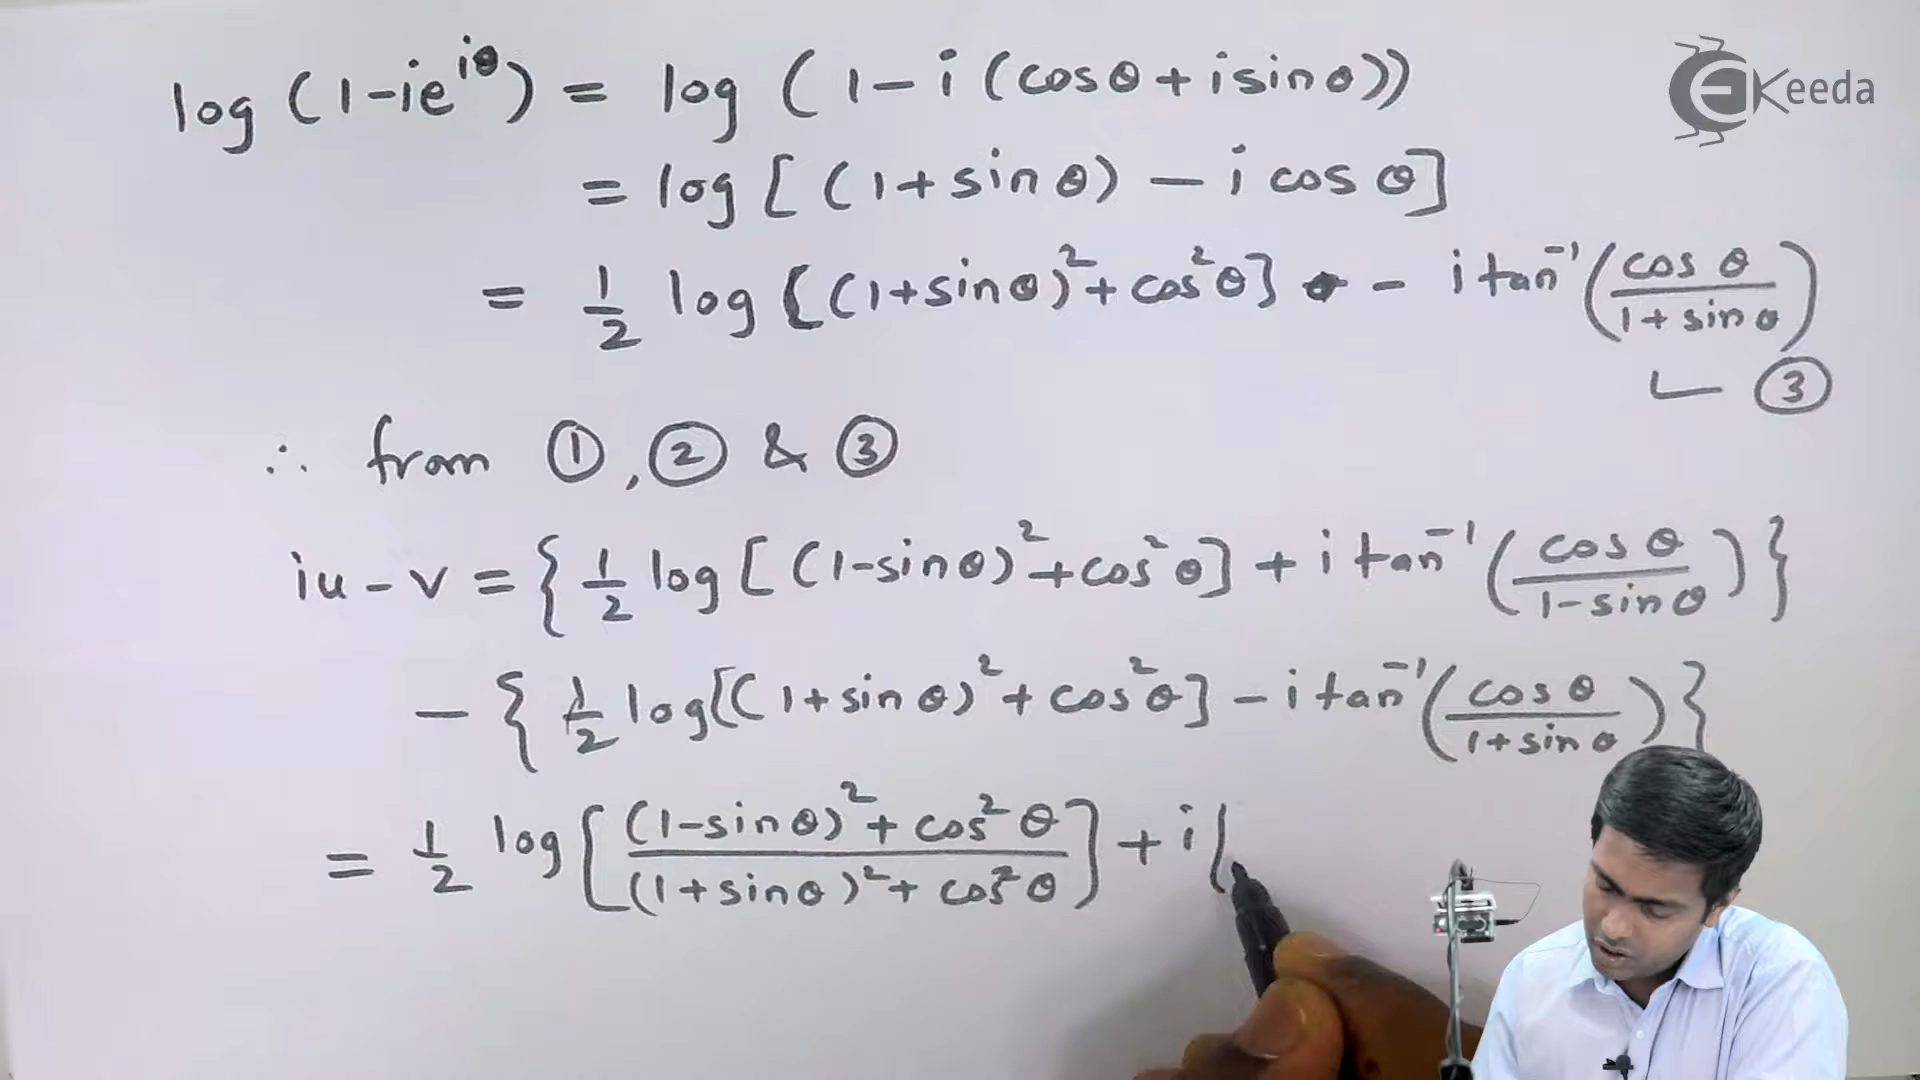 log (1-ie^{iθ}) = log (1-i(cosθ+isinθ))
= log [(1+sinθ) - i cosθ]
= 1/2 log [(1+sinθ)²+cos²θ] - i tan⁻¹(cosθ/1+sinθ)
③
∴ from ①, ② & ③
iu-v = {1/2 log [(1-sinθ)²+cos²θ] + i tan⁻¹(cosθ/1-sinθ)}
- {1/2 log[(1+sinθ)²+cos²θ] - i tan⁻¹(cosθ/1+sinθ)}
= 1/2 log [(1-sinθ)²+cos²θ/(1+sinθ)²+cos²θ] + i(
EKeeda